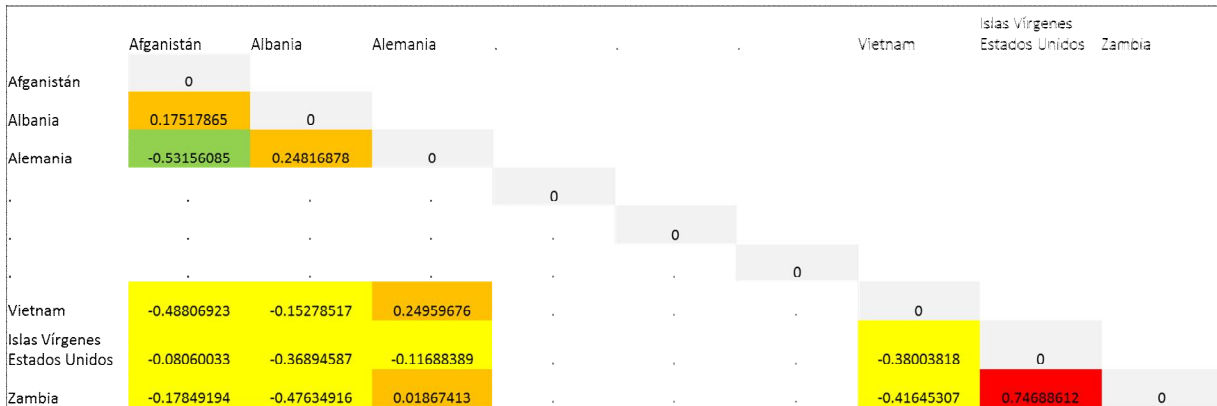 Islas Vírgenes
Afganistán Albania Alemania . . . Vietnam Estados Unidos Zambia
Afganistán 0
Albania 0.17517865 0
Alemania -0.53156085 0.24816878 0
. . . . 0
. . . . . 0
. . . . . . 0
Vietnam -0.48806923 -0.15278517 0.24959676 . . . 0
Islas Vírgenes
Estados Unidos -0.08060033 -0.36894587 -0.11688389 . . . -0.38003818 0
Zambia -0.17849194 -0.47634916 0.01867413 . . . -0.41645307 0.74688612 0